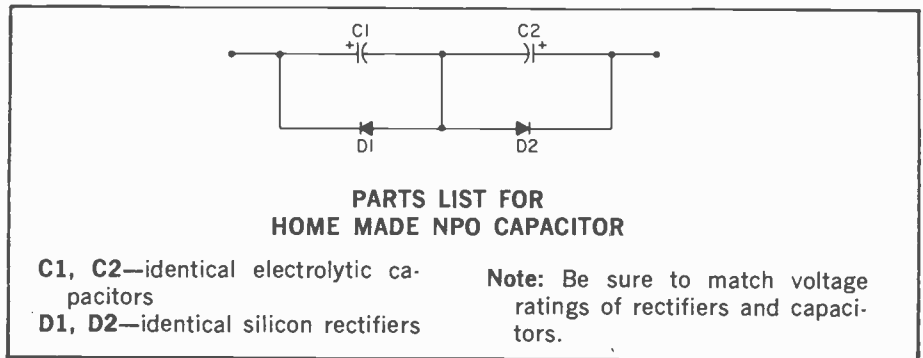 C1 C2
+ +
D1 D2
PARTS LIST FOR
HOME MADE NPO CAPACITOR
C1, C2—identical electrolytic ca-
pacitors
D1, D2—identical silicon rectifiers
Note: Be sure to match voltage
ratings of rectifiers and capaci-
tors.